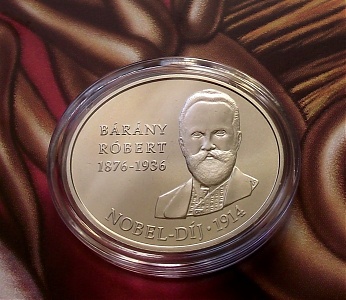 BÁRÁNY
RÓBERT
1876-1936
NOBEL-DÍJ · 1914